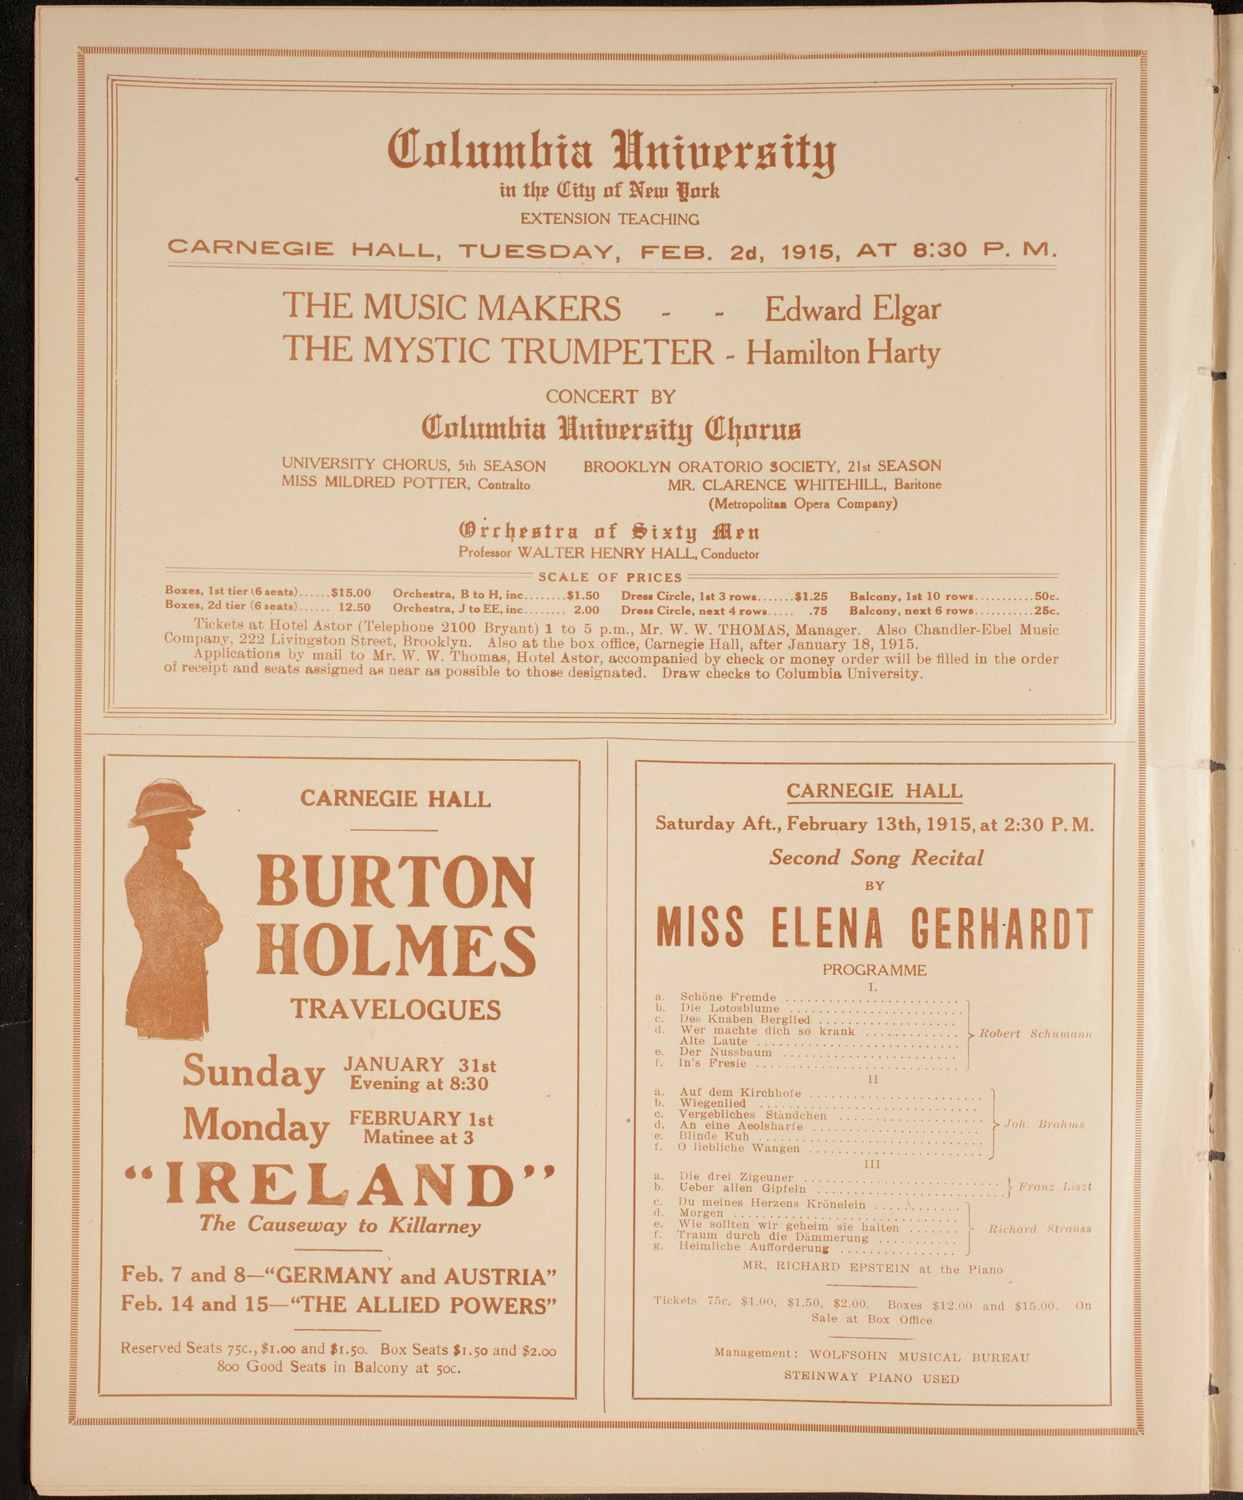 Columbia University
in the City of New York
EXTENSION TEACHING
CARNEGIE HALL, TUESDAY, FEB. 2d, 1915, AT 8:30 P. M.
THE MUSIC MAKERS - - Edward Elgar
THE MYSTIC TRUMPETER - Hamilton Harty
CONCERT BY
Columbia University Chorus
UNIVERSITY CHORUS, 5th SEASON BROOKLYN ORATORIO SOCIETY, 21st SEASON
MISS MILDRED POTTER, Contralto MR. CLARENCE WHITEHILL, Baritone
(Metropolitan Opera Company)
Orchestra of Sixty Men
Professor WALTER HENRY HALL, Conductor
SCALE OF PRICES
Boxes, 1st tier (6 seats)......$15.00 Orchestra, B to H, inc........$1.50 Dress Circle, 1st 3 rows.......$1.25 Balcony, 1st 10 rows...........50c.
Boxes, 2d tier (6 seats)...... 12.50 Orchestra, J to EE, inc........ 2.00 Dress Circle, next 4 rows..... .75 Balcony, next 6 rows...........25c.
Tickets at Hotel Astor (Telephone 2100 Bryant) 1 to 5 p.m., Mr. W. W. THOMAS, Manager. Also Chandler-Ebel Music
Company, 222 Livingston Street, Brooklyn. Also at the box office, Carnegie Hall, after January 18, 1915.
Applications by mail to Mr. W. W. Thomas, Hotel Astor, accompanied by check or money order will be filled in the order
of receipt and seats assigned as near as possible to those designated. Draw checks to Columbia University.
CARNEGIE HALL
BURTON
HOLMES
TRAVELOGUES
Sunday JANUARY 31st
Evening at 8:30
Monday FEBRUARY 1st
Matinee at 3
"IRELAND"
The Causeway to Killarney
Feb. 7 and 8—"GERMANY and AUSTRIA"
Feb. 14 and 15—"THE ALLIED POWERS"
Reserved Seats 75c., $1.00 and $1.50. Box Seats $1.50 and $2.00
800 Good Seats in Balcony at 50c.
CARNEGIE HALL
Saturday Aft., February 13th, 1915, at 2:30 P. M.
Second Song Recital
BY
MISS ELENA GERHARDT
PROGRAMME
I.
a. Schöne Fremde
b. Die Lotosblume
c. Des Knaben Berglied
d. Wer machte dich so krank
Robert Schumann
Alte Laute
e. Der Nussbaum
f. In's Fresie
II
a. Auf dem Kirchhofe
b. Wiegenlied
c. Vergebliches Ständchen
d. An eine Aeolsharfe
Joh. Brahms
e. Blinde Kuh
f. O liebliche Wangen
III
a. Die drei Zigeuner
b. Ueber allen Gipfeln
Franz Liszt
c. Du meines Herzens Krönelein
d. Morgen
e. Wie sollten wir geheim sie halten
Richard Strauss
f. Traum durch die Dämmerung
g. Heimliche Aufforderung
MR. RICHARD EPSTEIN at the Piano
Tickets 75c, $1.00, $1.50, $2.00. Boxes $12.00 and $15.00. On
Sale at Box Office
Management: WOLFSOHN MUSICAL BUREAU
STEINWAY PIANO USED